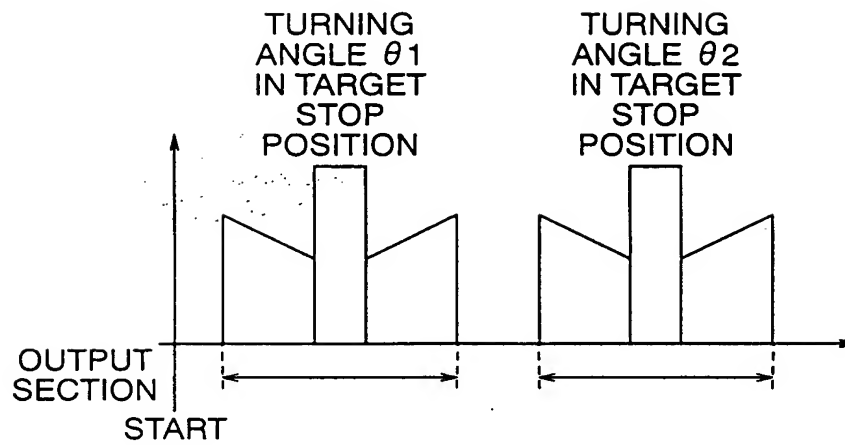 TURNING
ANGLE θ1
IN TARGET
STOP
POSITION
TURNING
ANGLE θ2
IN TARGET
STOP
POSITION
OUTPUT
SECTION
START